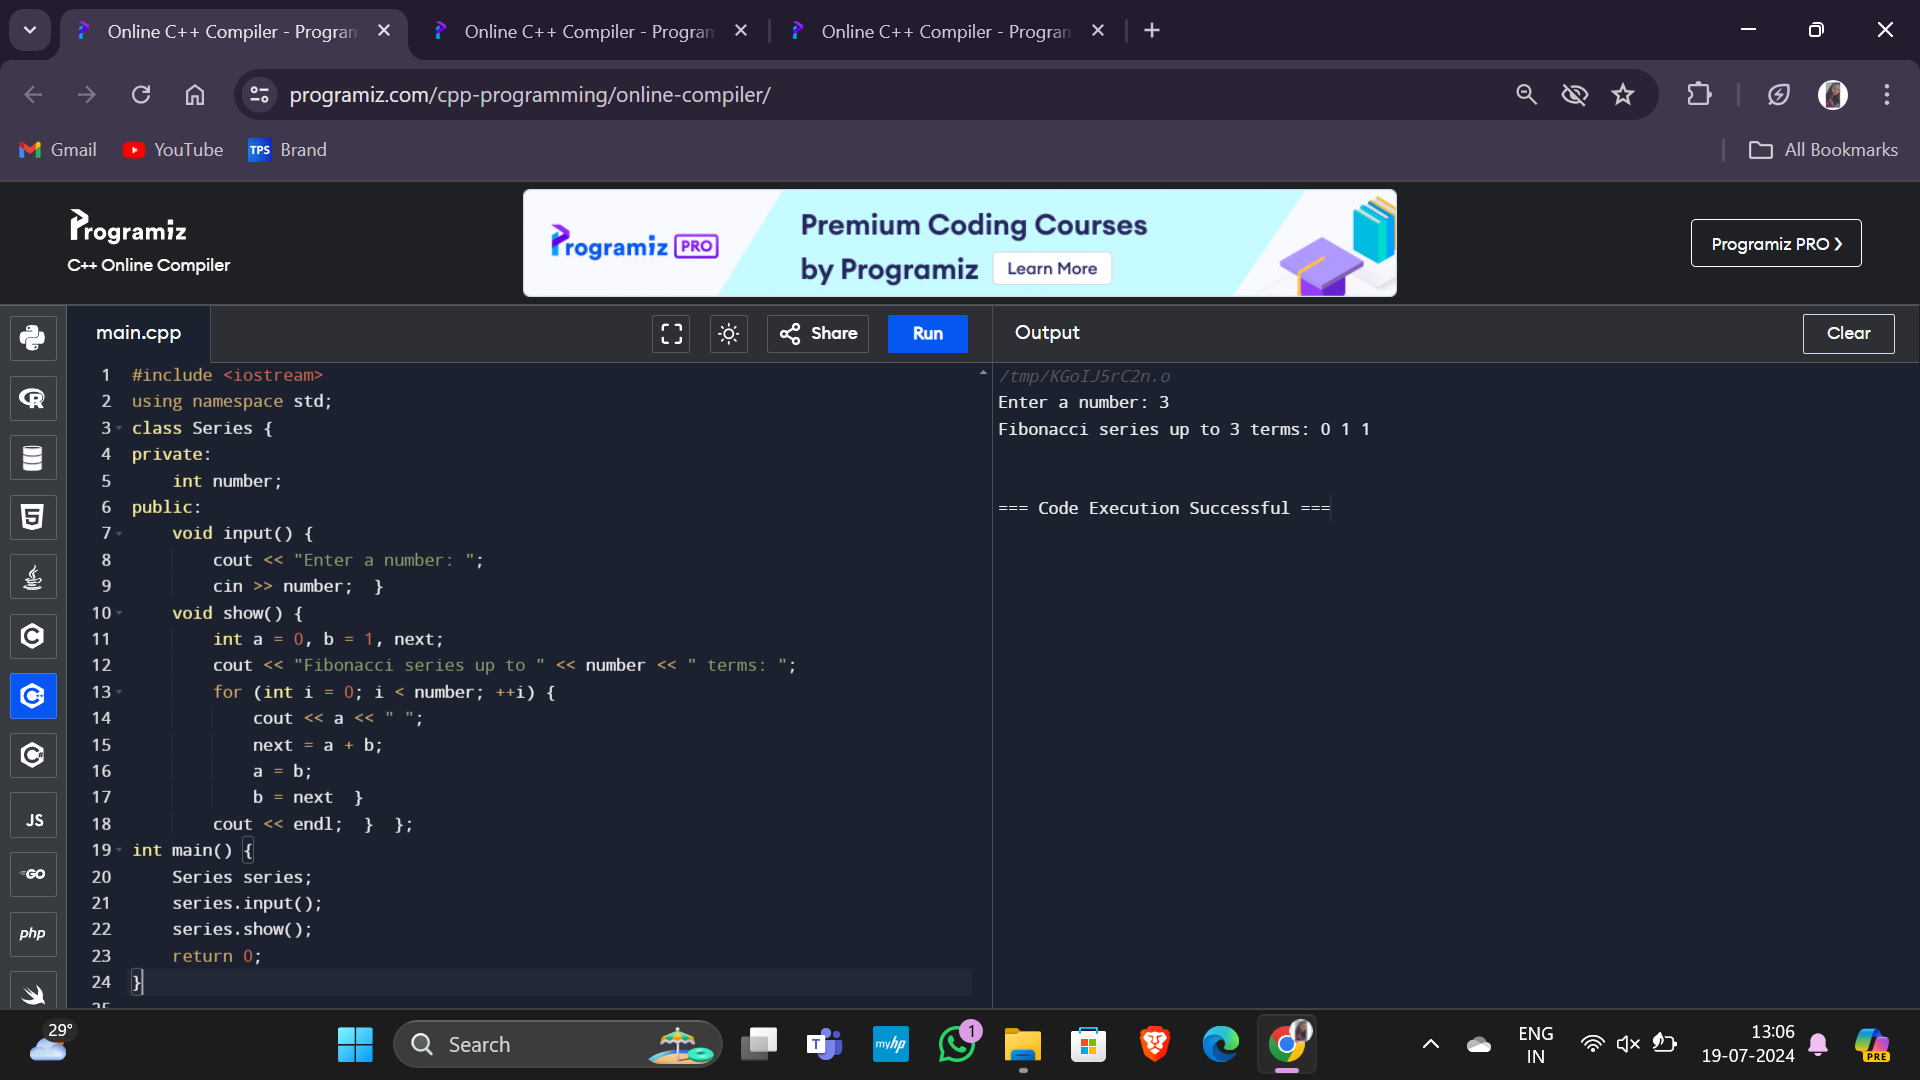 Online C++ Compiler - Program
Online C++ Compiler - Program
Online C++ Compiler - Program
programiz.com/cpp-programming/online-compiler/
Gmail
YouTube
TPS
Brand
All Bookmarks
Programiz
C++ Online Compiler
Programiz PRO
Premium Coding Courses
by Programiz
Learn More
Programiz PRO ❯
main.cpp
Share
Run
Output
Clear
1 #include <iostream>
2 using namespace std;
3 class Series {
4 private:
5     int number;
6 public:
7     void input() {
8         cout << "Enter a number: ";
9         cin >> number;  }
10     void show() {
11         int a = 0, b = 1, next;
12         cout << "Fibonacci series up to " << number << " terms: ";
13         for (int i = 0; i < number; ++i) {
14             cout << a << " ";
15             next = a + b;
16             a = b;
17             b = next  }
18         cout << endl;  }  };
19 int main() {
20     Series series;
21     series.input();
22     series.show();
23     return 0;
24 }
25
/tmp/KGoIJ5rC2n.o
Enter a number: 3
Fibonacci series up to 3 terms: 0 1 1
=== Code Execution Successful ===
R
5
C
C
C
JS
GO
php
29°
Search
T
myhp
1
ENG
IN
13:06
19-07-2024
PRE